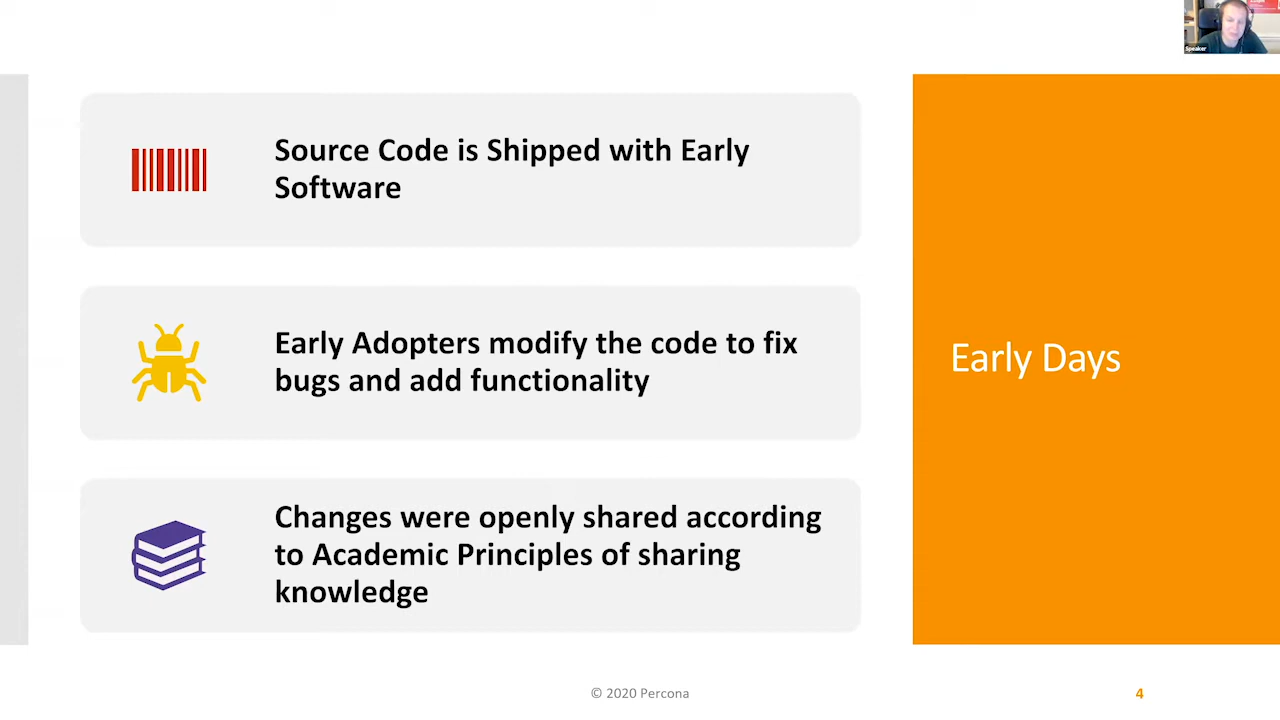 Speaker
Source Code is Shipped with Early
Software
Early Adopters modify the code to fix
bugs and add functionality
Changes were openly shared according
to Academic Principles of sharing
knowledge
Early Days
© 2020 Percona
4